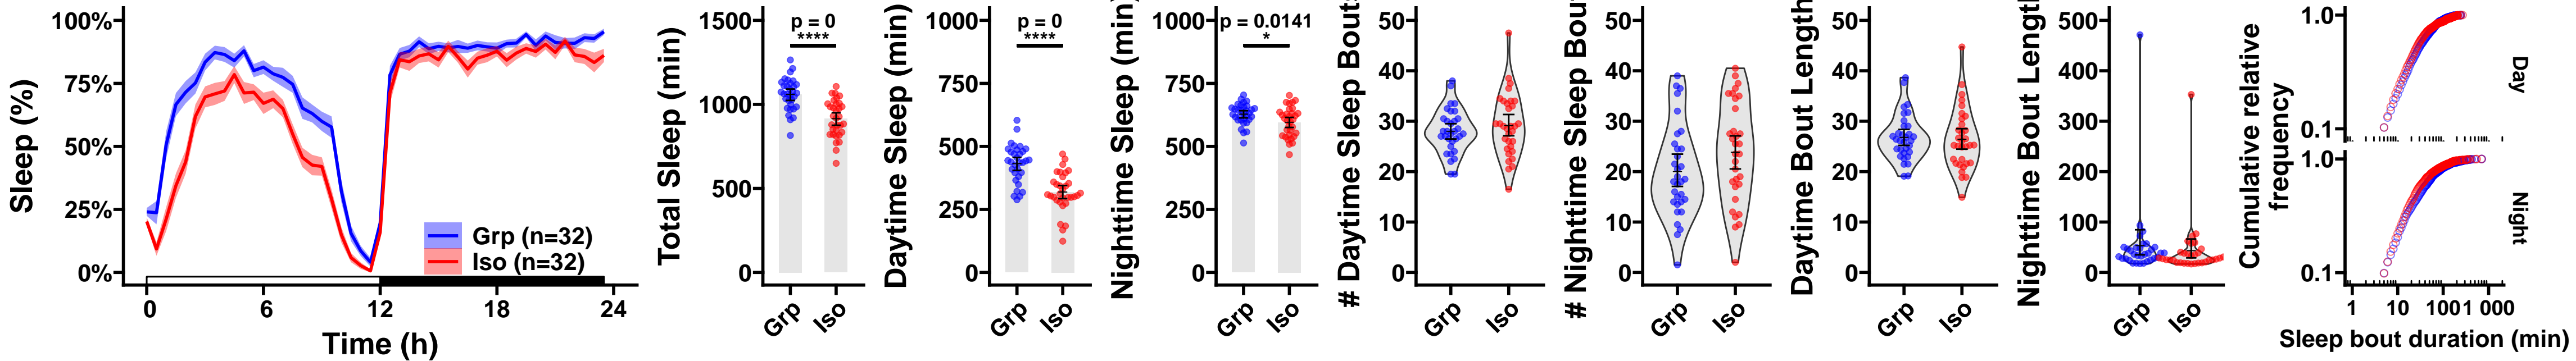 Sleep (%)
100%
75%
50%
25%
0%
Grp (n=32)
Iso (n=32)
0 6 12 18 24
Time (h)
Total Sleep (min)
1500
1000
500
0
p = 0
****
Grp Iso
Daytime Sleep (min)
1000
750
500
250
0
p = 0
****
Grp Iso
Nighttime Sleep (min)
1000
750
500
250
0
p = 0.0141
*
Grp Iso
# Daytime Sleep Bouts
50
40
30
20
10
0
Grp Iso
# Nighttime Sleep Bou
50
40
30
20
10
0
Grp Iso
Daytime Bout Length
50
40
30
20
10
0
Grp Iso
Nighttime Bout Length
500
400
300
200
100
0
Grp Iso
Cumulative relative
frequency
1.0
0.1
Day
1.0
0.1
Night
1 10 100 1 000
Sleep bout duration (min)